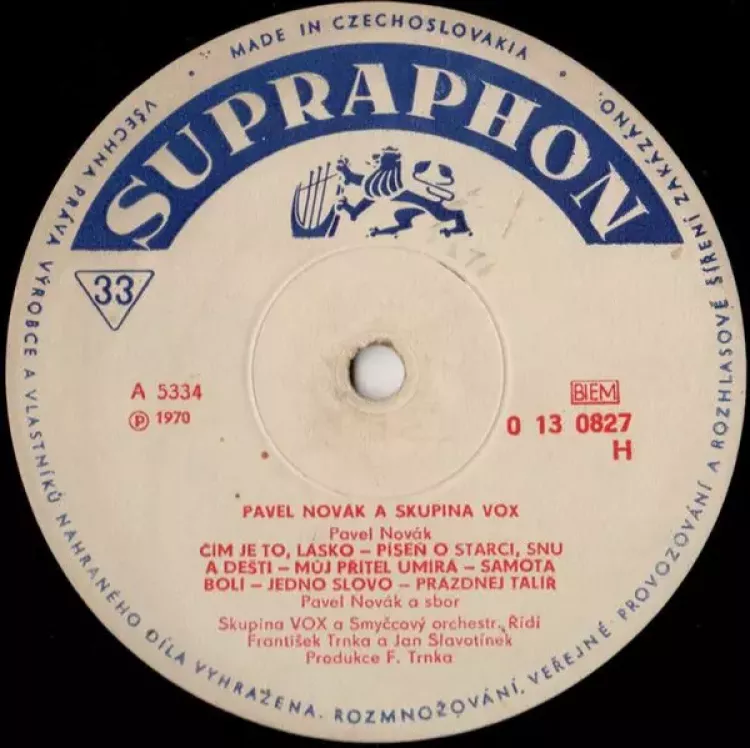 MADE IN CZECHOSLOVAKIA
SUPRAPHON
33
A 5334
Ⓟ 1970
BIEM
0 13 0827
H
PAVEL NOVÁK A SKUPINA VOX
Pavel Novák
ČÍM JE TO, LÁSKO – PÍSEŇ O STARCI, SNU
A DEŠTI – MŮJ PŘÍTEL UMÍRÁ – SAMOTA
BOLÍ – JEDNO SLOVO – PRÁZDNEJ TALÍŘ
Pavel Novák a sbor
Skupina VOX a Smyčcový orchestr. Řídí
František Trnka a Jan Slavotínek
Produkce F. Trnka
VŠECHNA PRÁVA VÝROBCE A VLASTNÍKŮ NAHRANÉHO DÍLA VYHRAŽENA. ROZMNOŽOVÁNÍ, VEŘEJNÉ PROVOZOVÁNÍ A ROZHLASOVÉ ŠÍŘENÍ ZAKÁZÁNO.